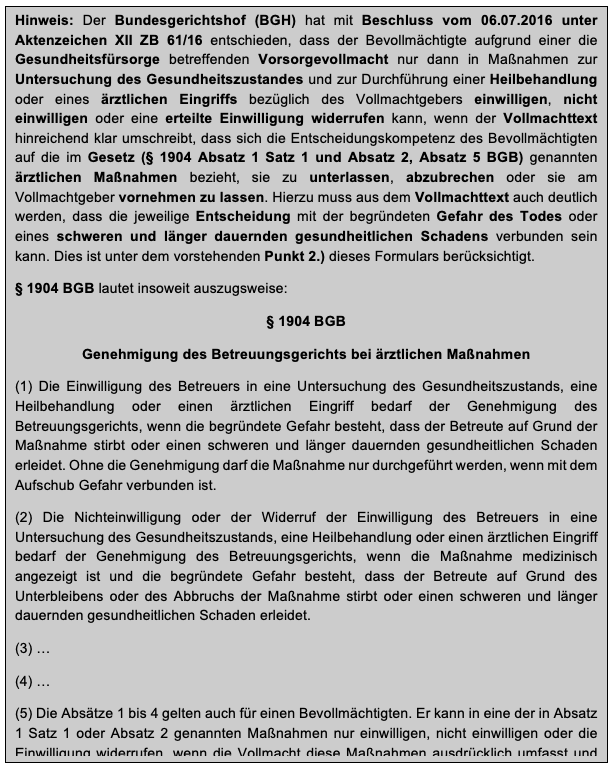 Hinweis: Der Bundesgerichtshof (BGH) hat mit Beschluss vom 06.07.2016 unter
Aktenzeichen XII ZB 61/16 entschieden, dass der Bevollmächtigte aufgrund einer die
Gesundheitsfürsorge betreffenden Vorsorgevollmacht nur dann in Maßnahmen zur
Untersuchung des Gesundheitszustandes und zur Durchführung einer Heilbehandlung
oder eines ärztlichen Eingriffs bezüglich des Vollmachtgebers einwilligen, nicht
einwilligen oder eine erteilte Einwilligung widerrufen kann, wenn der Vollmachttext
hinreichend klar umschreibt, dass sich die Entscheidungskompetenz des Bevollmächtigten
auf die im Gesetz (§ 1904 Absatz 1 Satz 1 und Absatz 2, Absatz 5 BGB) genannten
ärztlichen Maßnahmen bezieht, sie zu unterlassen, abzubrechen oder sie am
Vollmachtgeber vornehmen zu lassen. Hierzu muss aus dem Vollmachttext auch deutlich
werden, dass die jeweilige Entscheidung mit der begründeten Gefahr des Todes oder
eines schweren und länger dauernden gesundheitlichen Schadens verbunden sein
kann. Dies ist unter dem vorstehenden Punkt 2.) dieses Formulars berücksichtigt.
§ 1904 BGB lautet insoweit auszugsweise:
§ 1904 BGB
Genehmigung des Betreuungsgerichts bei ärztlichen Maßnahmen
(1) Die Einwilligung des Betreuers in eine Untersuchung des Gesundheitszustands, eine
Heilbehandlung oder einen ärztlichen Eingriff bedarf der Genehmigung des
Betreuungsgerichts, wenn die begründete Gefahr besteht, dass der Betreute auf Grund der
Maßnahme stirbt oder einen schweren und länger dauernden gesundheitlichen Schaden
erleidet. Ohne die Genehmigung darf die Maßnahme nur durchgeführt werden, wenn mit dem
Aufschub Gefahr verbunden ist.
(2) Die Nichteinwilligung oder der Widerruf der Einwilligung des Betreuers in eine
Untersuchung des Gesundheitszustands, eine Heilbehandlung oder einen ärztlichen Eingriff
bedarf der Genehmigung des Betreuungsgerichts, wenn die Maßnahme medizinisch
angezeigt ist und die begründete Gefahr besteht, dass der Betreute auf Grund des
Unterbleibens oder des Abbruchs der Maßnahme stirbt oder einen schweren und länger
dauernden gesundheitlichen Schaden erleidet.
(3) …
(4) …
(5) Die Absätze 1 bis 4 gelten auch für einen Bevollmächtigten. Er kann in eine der in Absatz
1 Satz 1 oder Absatz 2 genannten Maßnahmen nur einwilligen, nicht einwilligen oder die
Einwilligung widerrufen, wenn die Vollmacht diese Maßnahmen ausdrücklich umfasst und